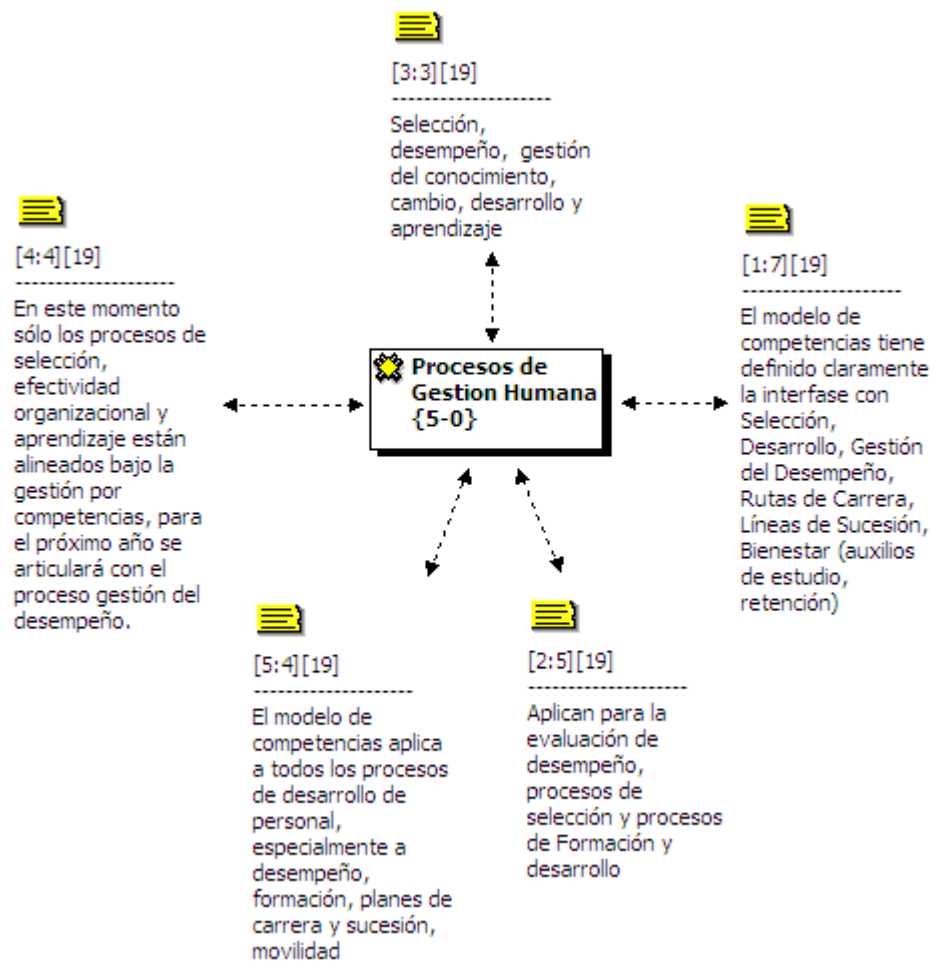 [3:3][19]
--------------------
Selección,
desempeño,  gestión
del conocimiento,
cambio, desarrollo y
aprendizaje
[4:4][19]
--------------------
En este momento
sólo los procesos de
selección,
efectividad
organizacional y
aprendizaje están
alineados bajo la
gestión por
competencias, para
el próximo año se
articulará con el
proceso gestión del
desempeño.
Procesos de
Gestion Humana
{5-0}
[1:7][19]
--------------------
El modelo de
competencias tiene
definido claramente
la interfase con
Selección,
Desarrollo, Gestión
del Desempeño,
Rutas de Carrera,
Líneas de Sucesión,
Bienestar (auxilios
de estudio,
retención)
[5:4][19]
--------------------
El modelo de
competencias aplica
a todos los procesos
de desarrollo de
personal,
especialmente a
desempeño,
formación, planes de
carrera y sucesión,
movilidad
[2:5][19]
--------------------
Aplican para la
evaluación de
desempeño,
procesos de
selección y procesos
de Formación y
desarrollo